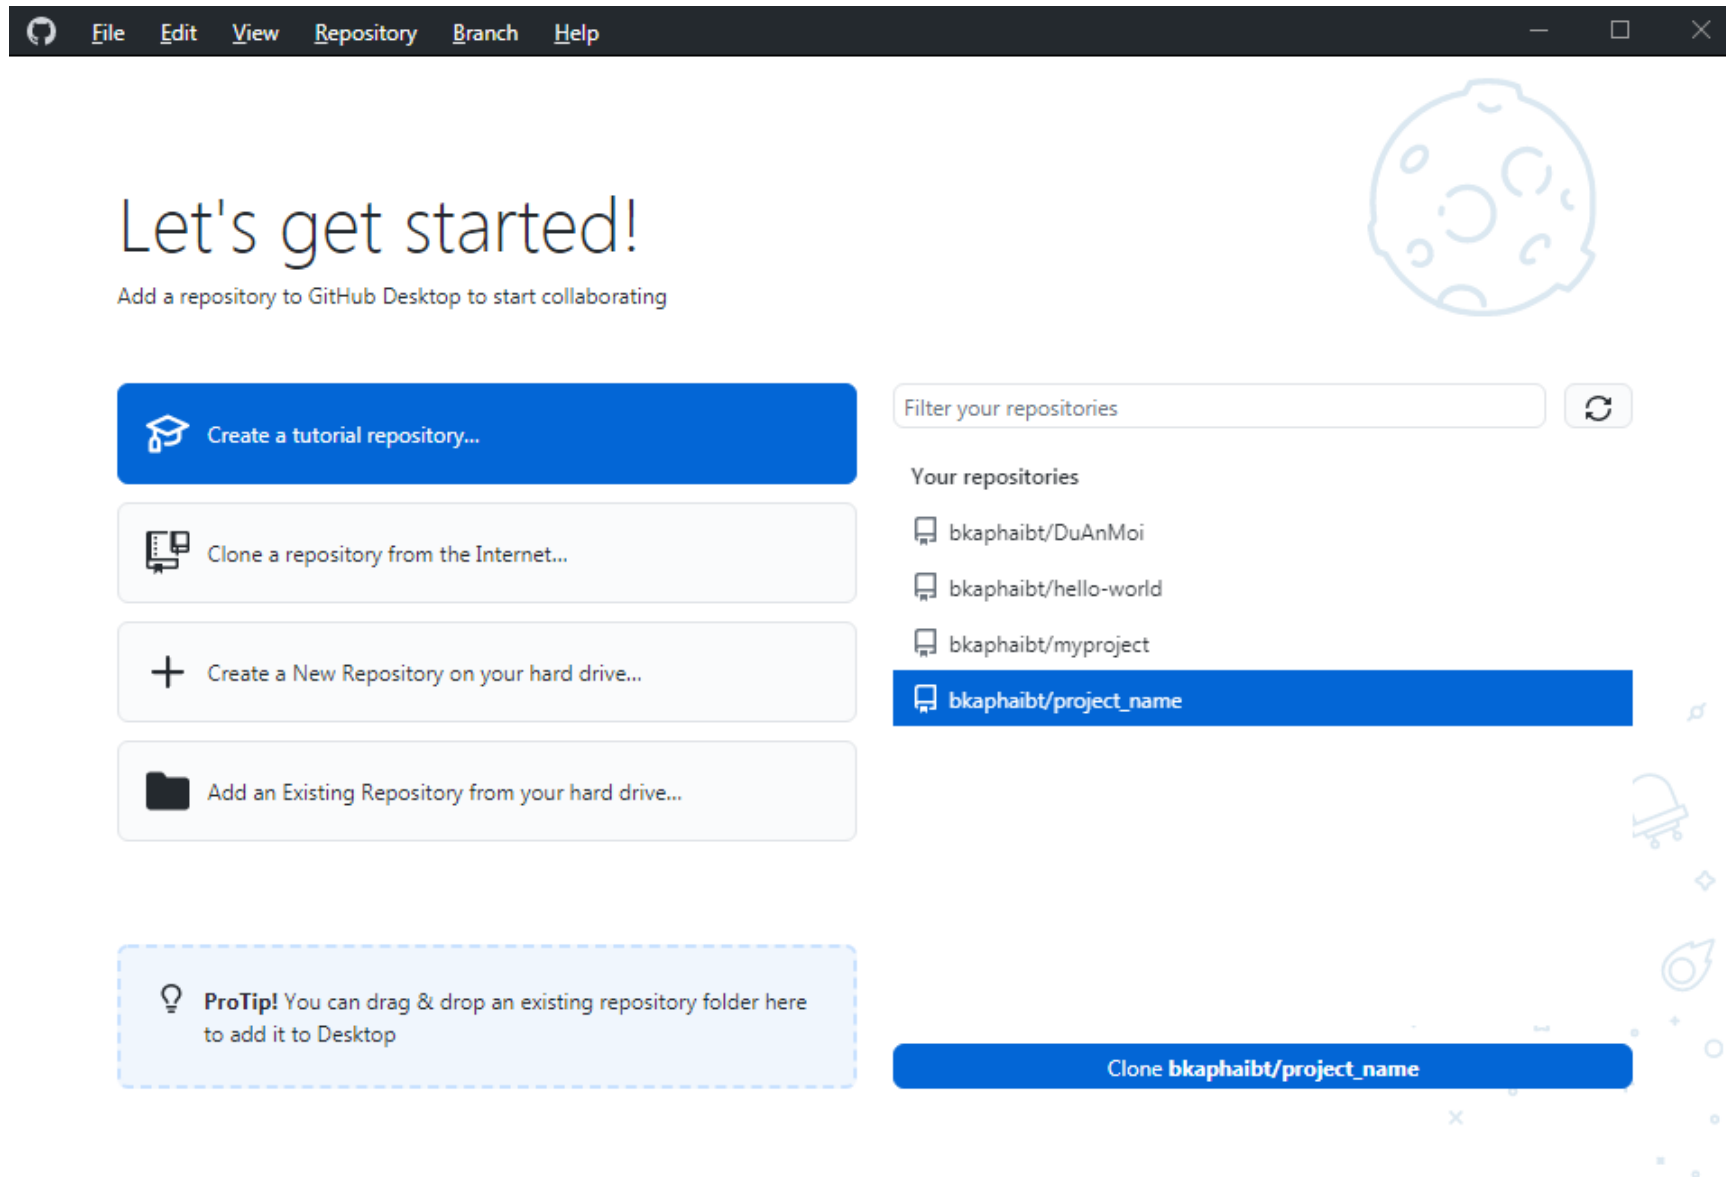 File Edit View Repository Branch Help
Let's get started!
Add a repository to GitHub Desktop to start collaborating
Create a tutorial repository...
Clone a repository from the Internet...
Create a New Repository on your hard drive...
Add an Existing Repository from your hard drive...
ProTip! You can drag & drop an existing repository folder here
to add it to Desktop
Filter your repositories
Your repositories
bkaphaibt/DuAnMoi
bkaphaibt/hello-world
bkaphaibt/myproject
bkaphaibt/project_name
Clone bkaphaibt/project_name